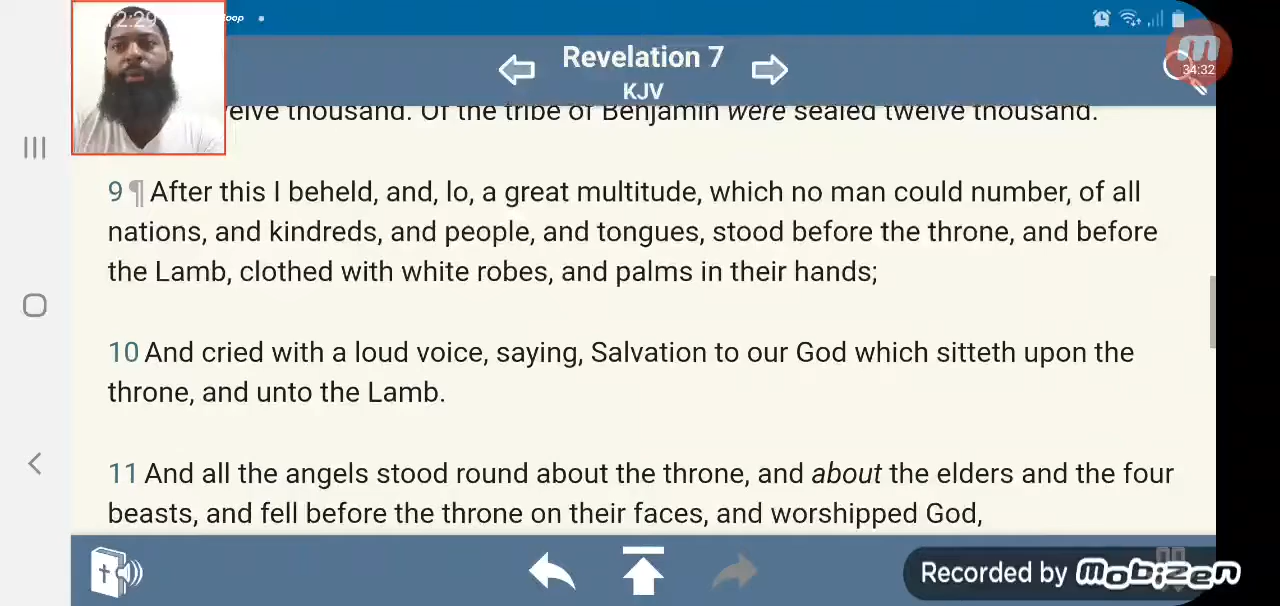 2:29 oop
Revelation 7
KJV
34:32
elve thousand. Of the tribe of Benjamin were sealed twelve thousand.
9 ¶ After this I beheld, and, lo, a great multitude, which no man could number, of all
nations, and kindreds, and people, and tongues, stood before the throne, and before
the Lamb, clothed with white robes, and palms in their hands;
10 And cried with a loud voice, saying, Salvation to our God which sitteth upon the
throne, and unto the Lamb.
11 And all the angels stood round about the throne, and about the elders and the four
beasts, and fell before the throne on their faces, and worshipped God,
Recorded by Mobizen